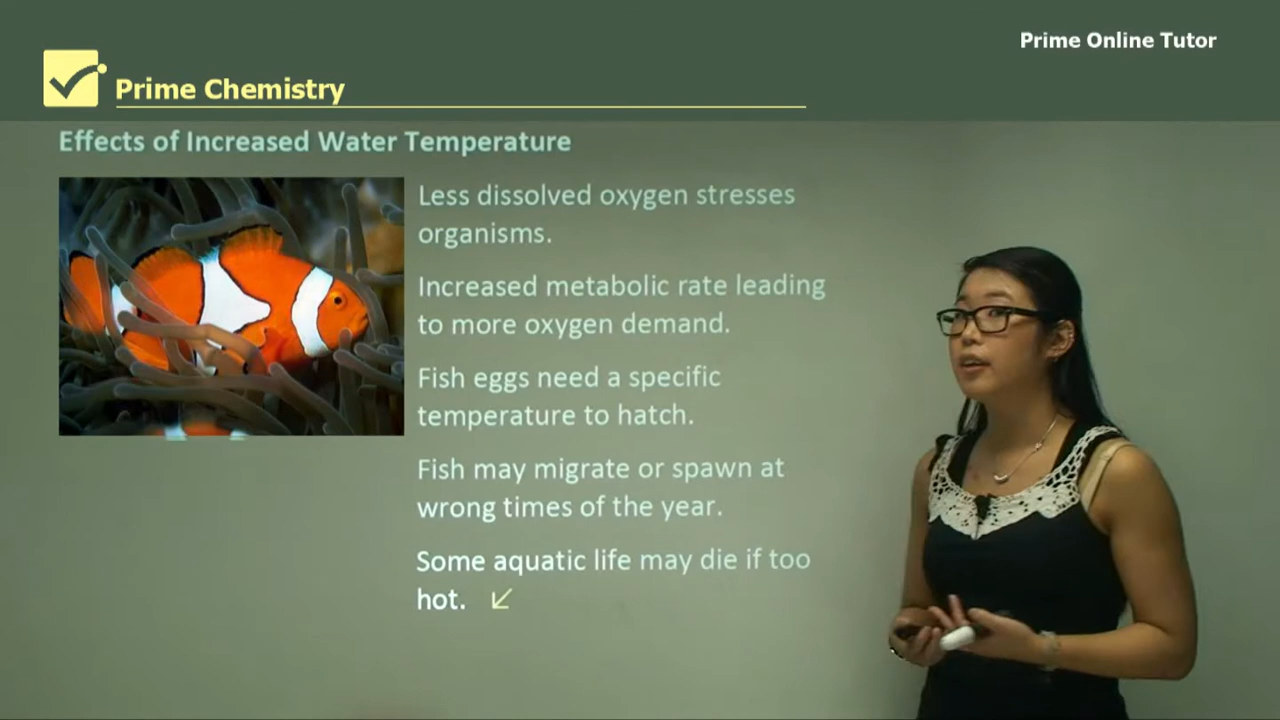 Prime Online Tutor
Prime Chemistry
Effects of Increased Water Temperature
Less dissolved oxygen stresses
organisms.
Increased metabolic rate leading
to more oxygen demand.
Fish eggs need a specific
temperature to hatch.
Fish may migrate or spawn at
wrong times of the year.
Some aquatic life may die if too
hot.